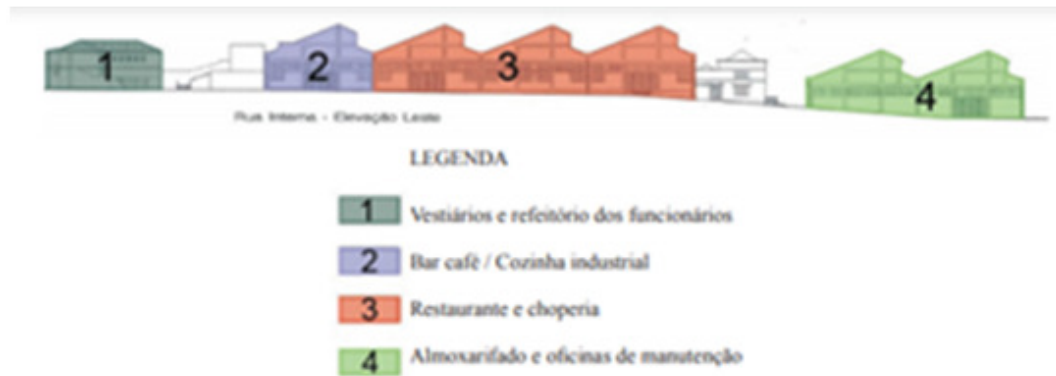 1 2 3 4
Rua Interna - Elevação Leste
LEGENDA
1 Vestiários e refeitório dos funcionários
2 Bar café / Cozinha industrial
3 Restaurante e choperia
4 Almoxarifado e oficinas de manutenção